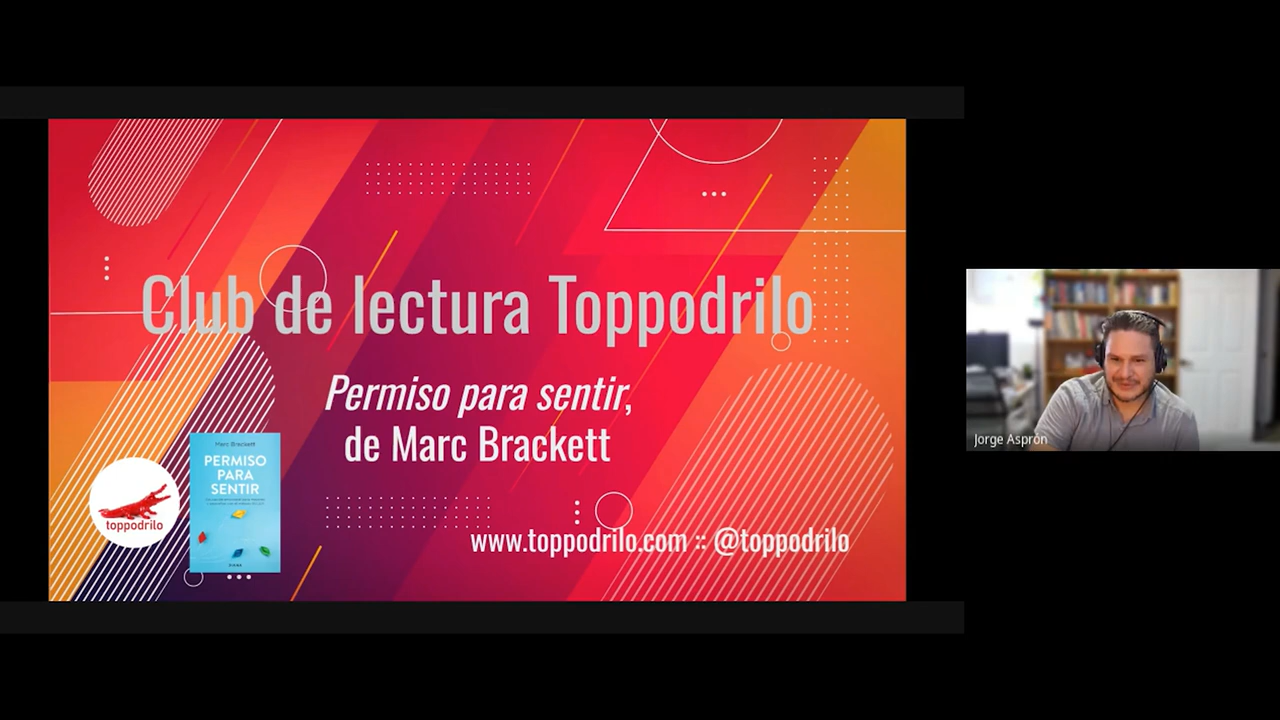 Club de lectura Toppodrilo
Permiso para sentir,
de Marc Brackett
Marc Brackett
PERMISO
PARA
SENTIR
DIANA
toppodrilo
www.toppodrilo.com :: @toppodrilo
Jorge Asprón